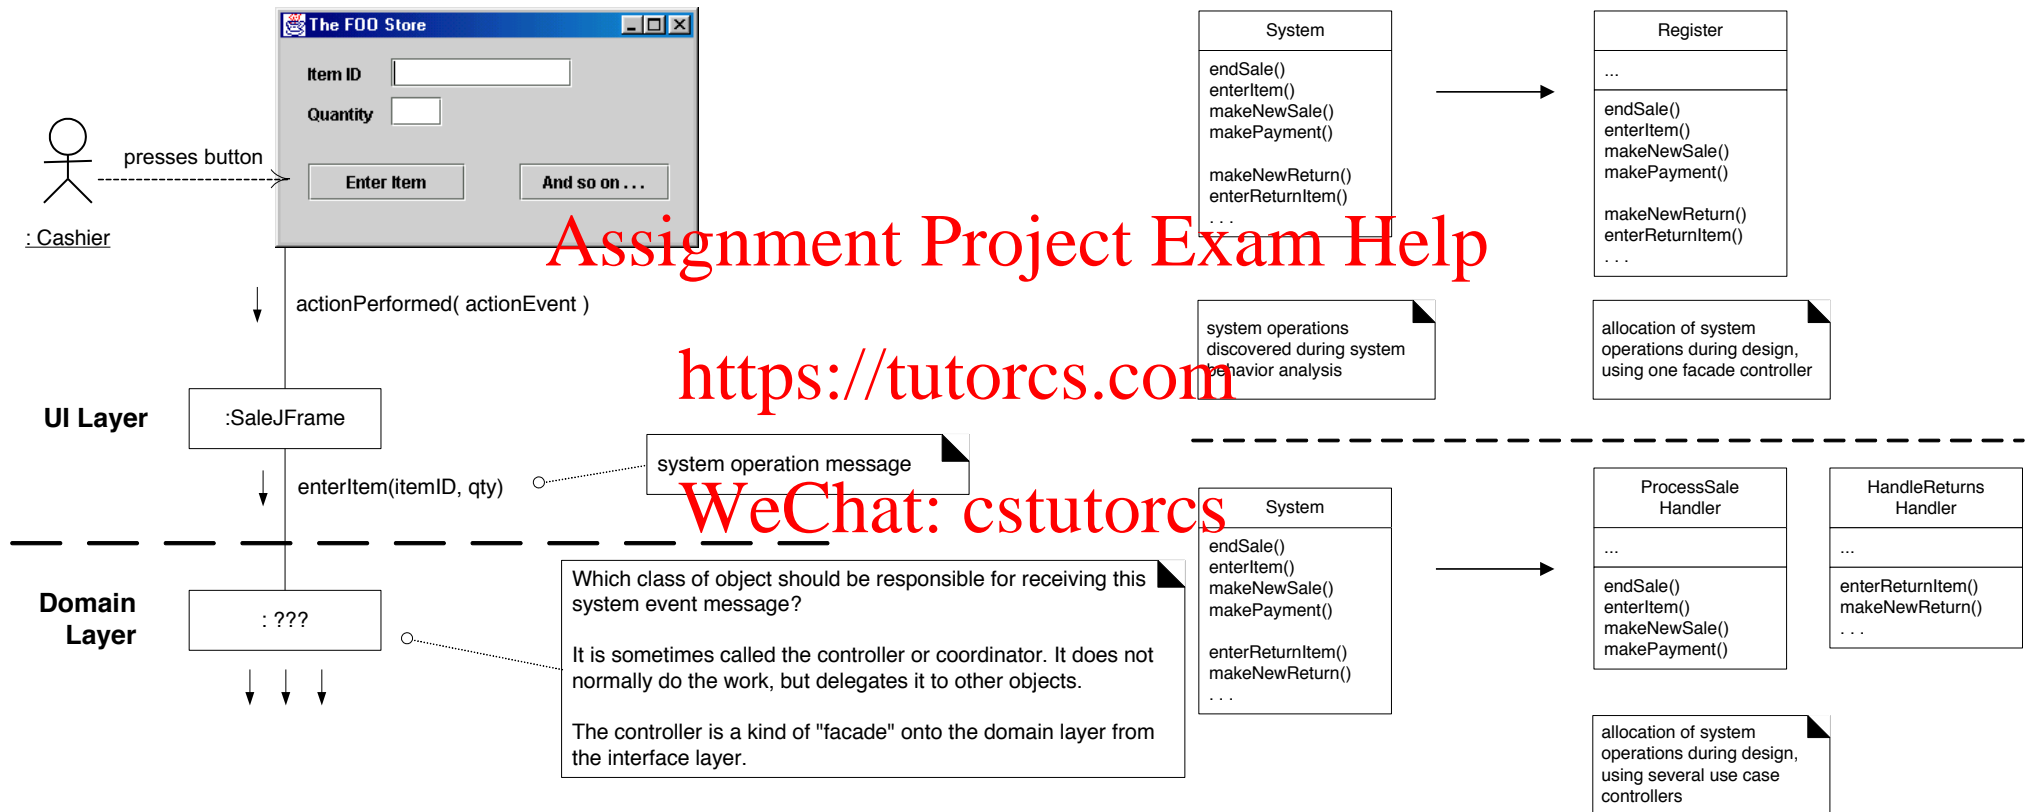 The FOO Store
Item ID
Quantity
Enter Item
And so on . . .
presses button
: Cashier
actionPerformed( actionEvent )
UI Layer
:SaleJFrame
system operation message
enterItem(itemID, qty)
Domain
Layer
: ???
Which class of object should be responsible for receiving this
system event message?
It is sometimes called the controller or coordinator. It does not
normally do the work, but delegates it to other objects.
The controller is a kind of "facade" onto the domain layer from
the interface layer.
Assignment Project Exam Help
https://tutorcs.com
WeChat: cstutorcs
System
endSale()
enterItem()
makeNewSale()
makePayment()
makeNewReturn()
enterReturnItem()
. . .
Register
...
endSale()
enterItem()
makeNewSale()
makePayment()
makeNewReturn()
enterReturnItem()
. . .
system operations
discovered during system
behavior analysis
allocation of system
operations during design,
using one facade controller
System
endSale()
enterItem()
makeNewSale()
makePayment()
enterReturnItem()
makeNewReturn()
. . .
ProcessSale
Handler
...
endSale()
enterItem()
makeNewSale()
makePayment()
HandleReturns
Handler
...
enterReturnItem()
makeNewReturn()
. . .
allocation of system
operations during design,
using several use case
controllers